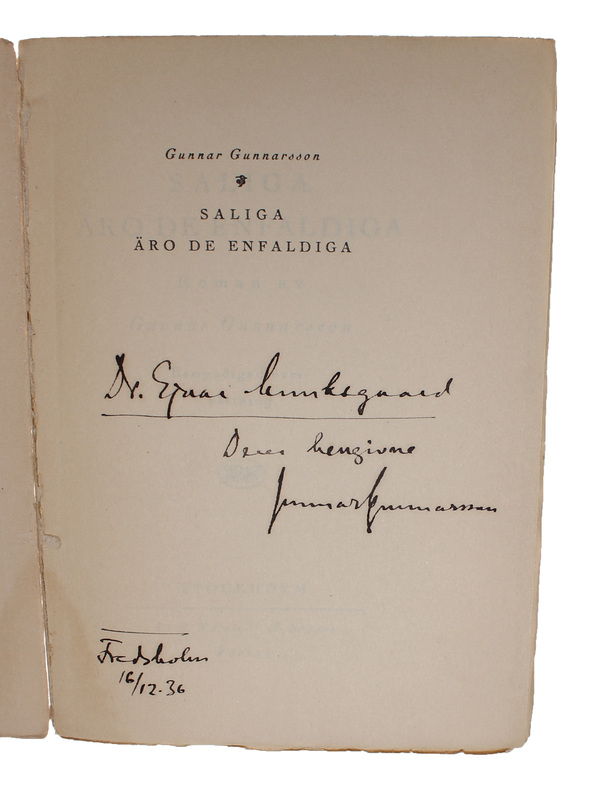 Gunnar Gunnarsson
SALIGA
ÄRO DE ENFALDIGA
Dr. Ejnar Munksgaard
Deres hengivne
Gunnar Gunnarsson
Fredsholm
16/12-36